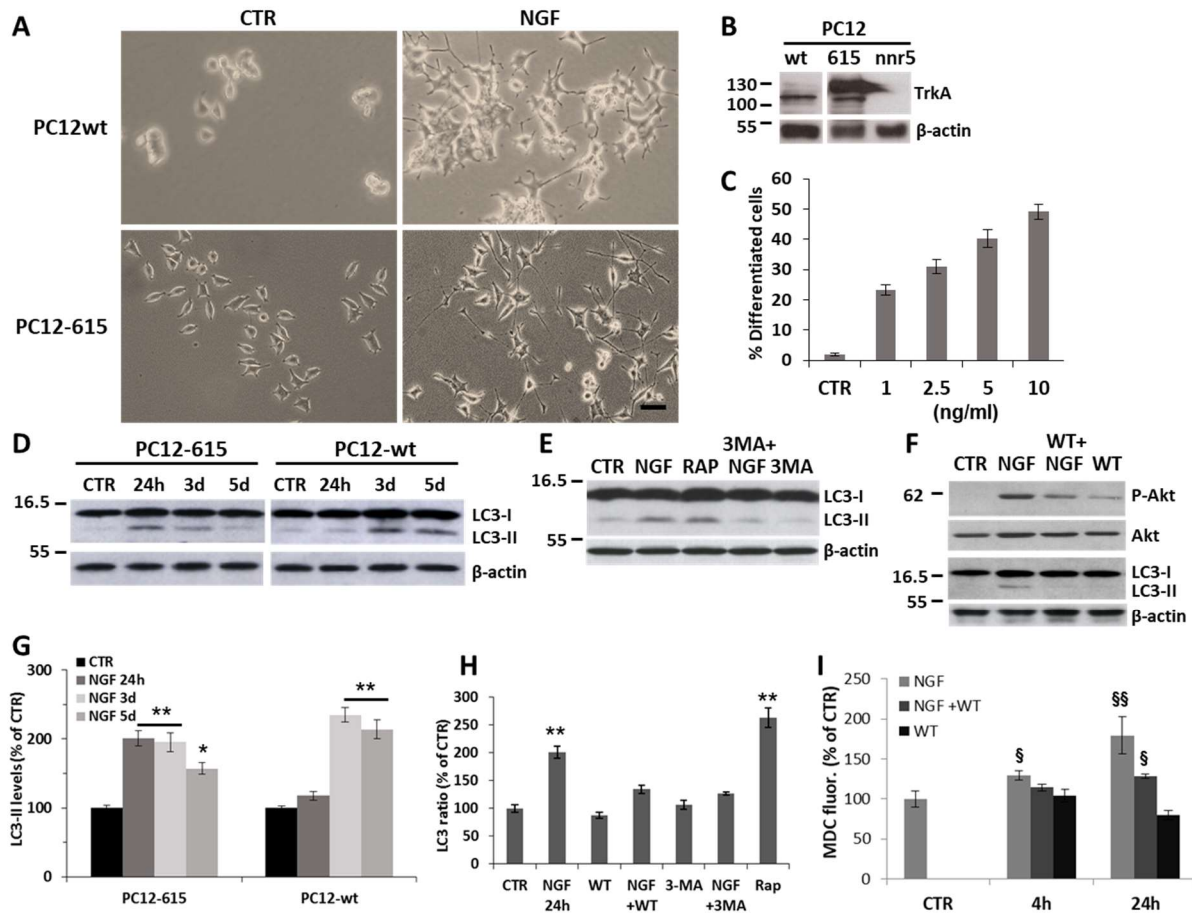 A
CTR
NGF
PC12wt
PC12-615
B
PC12
wt 615 nnr5
130
100
55
TrkA
β-actin
C
% Differentiated cells
60
50
40
30
20
10
0
CTR 1 2.5 5 10
(ng/ml)
D
PC12-615 PC12-wt
CTR 24h 3d 5d CTR 24h 3d 5d
16.5
55
LC3-I
LC3-II
β-actin
E
3MA+
CTR NGF RAP NGF 3MA
16.5
55
LC3-I
LC3-II
β-actin
F
WT+
CTR NGF NGF WT
62
P-Akt
Akt
16.5
LC3-I
LC3-II
55
β-actin
G
LC3-II levels (% of CTR)
CTR
NGF 24h
NGF 3d
NGF 5d
300
250
200
150
100
50
0
** * **
PC12-615 PC12-wt
H
LC3 ratio (% of CTR)
300
250
200
150
100
50
0
** **
CTR NGF WT NGF 3-MA NGF Rap
24h +WT +3MA
I
MDC fluor. (% of CTR)
NGF
NGF +WT
WT
250
200
150
100
50
0
§ §§ §
CTR 4h 24h